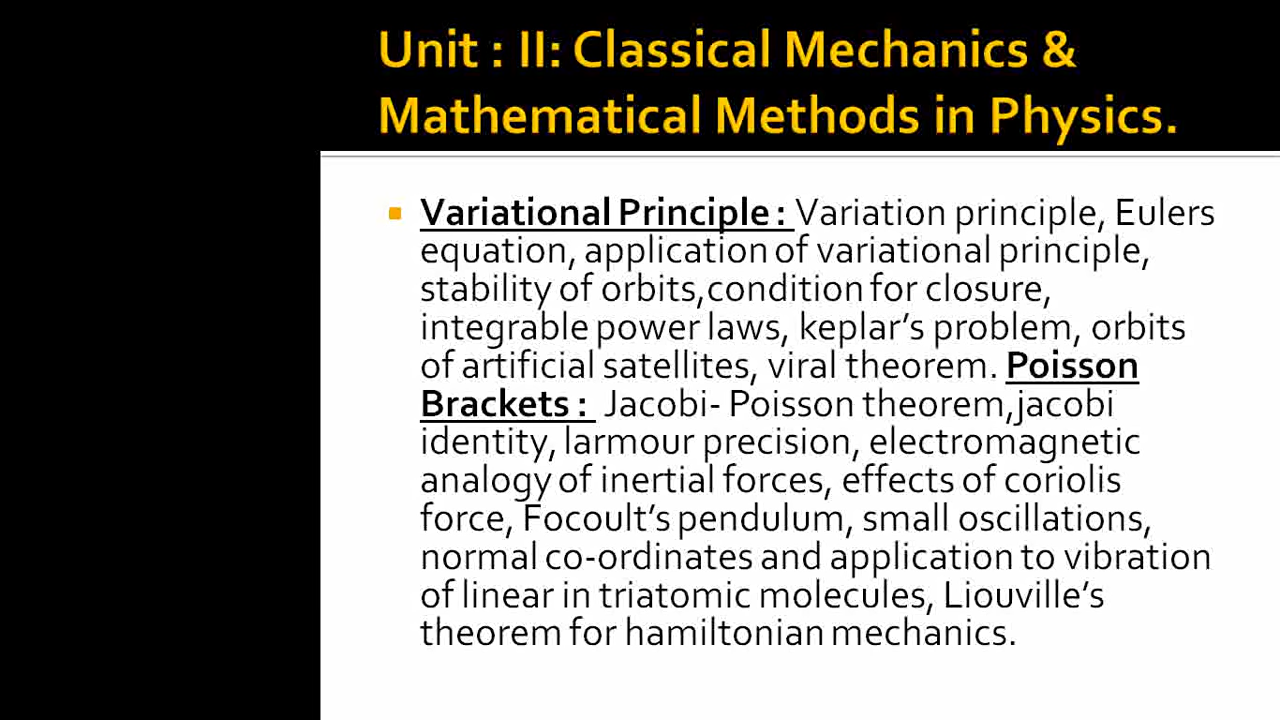 Unit : II: Classical Mechanics &
Mathematical Methods in Physics.
Variational Principle : Variation principle, Eulers
equation, application of variational principle,
stability of orbits,condition for closure,
integrable power laws, keplar’s problem, orbits
of artificial satellites, viral theorem. Poisson
Brackets : Jacobi- Poisson theorem,jacobi
identity, larmour precision, electromagnetic
analogy of inertial forces, effects of coriolis
force, Focoult’s pendulum, small oscillations,
normal co-ordinates and application to vibration
of linear in triatomic molecules, Liouville’s
theorem for hamiltonian mechanics.